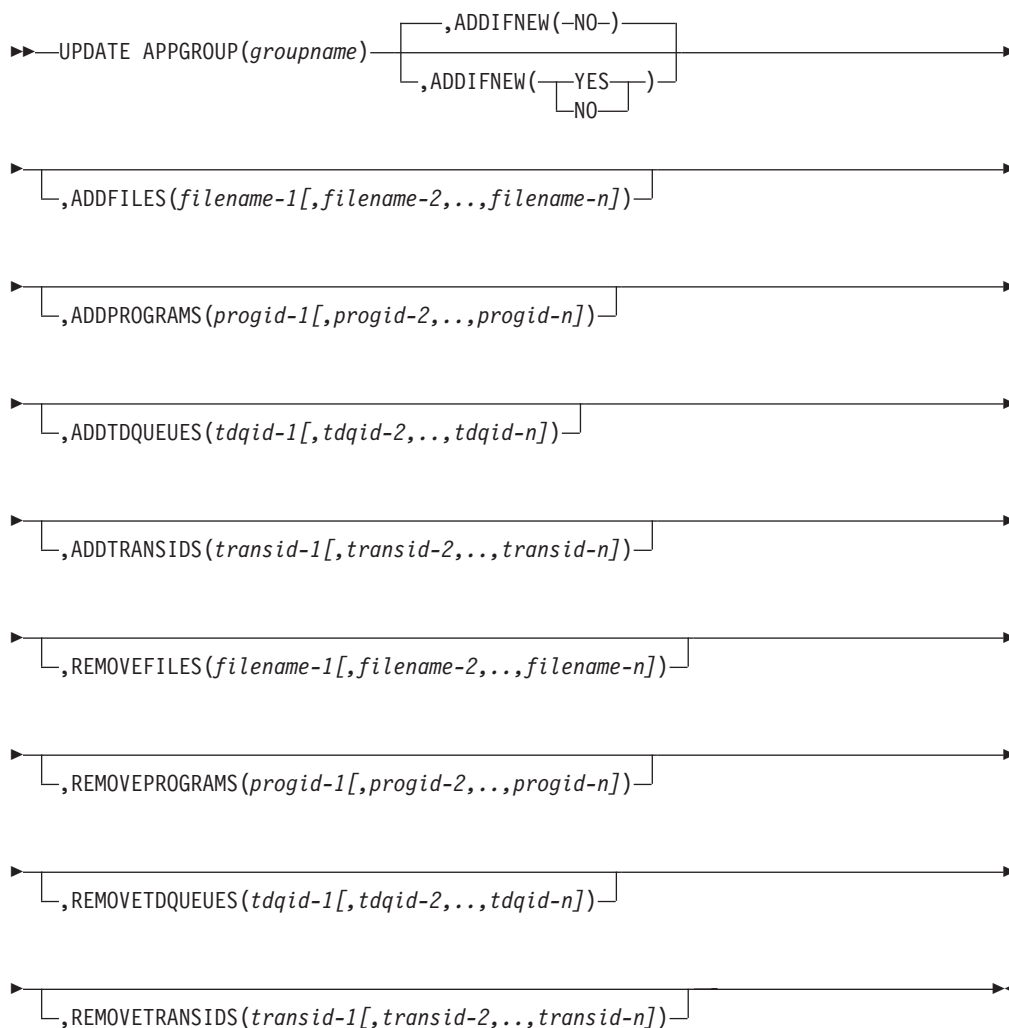 ,ADDIFNEW(NO)
UPDATE APPGROUP(groupname)
,ADDIFNEW(YES)
NO
,ADDFILES(filename-1[,filename-2,..,filename-n])
,ADDPROGRAMS(progid-1[,progid-2,..,progid-n])
,ADDTDQUEUES(tdqid-1[,tdqid-2,..,tdqid-n])
,ADDTRANSIDS(transid-1[,transid-2,..,transid-n])
,REMOVEFILES(filename-1[,filename-2,..,filename-n])
,REMOVEPROGRAMS(progid-1[,progid-2,..,progid-n])
,REMOVETDQUEUES(tdqid-1[,tdqid-2,..,tdqid-n])
,REMOVETRANSIDS(transid-1[,transid-2,..,transid-n])